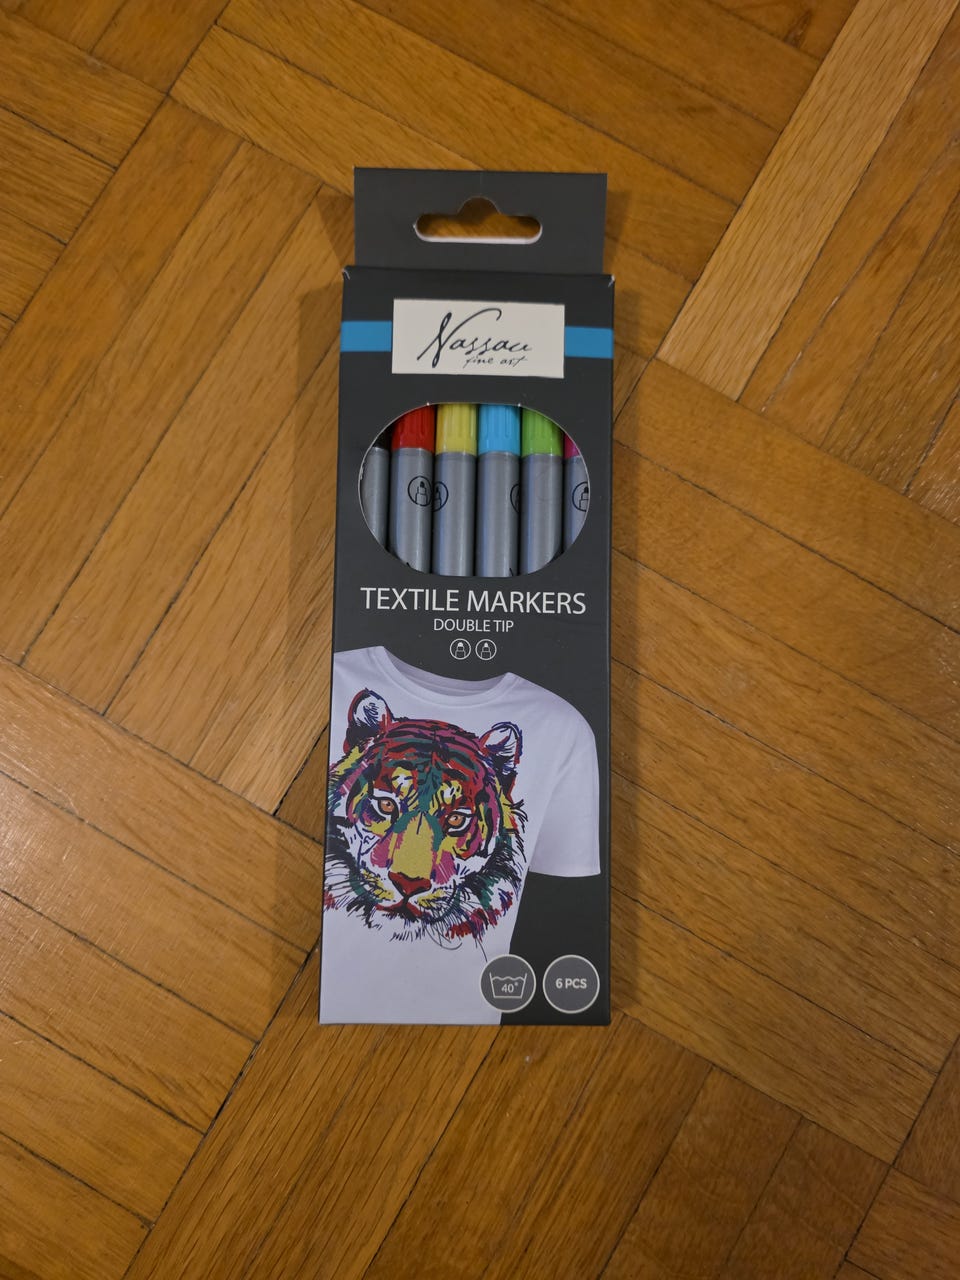 Nassau
fine art
TEXTILE MARKERS
DOUBLE TIP
40°
6 PCS